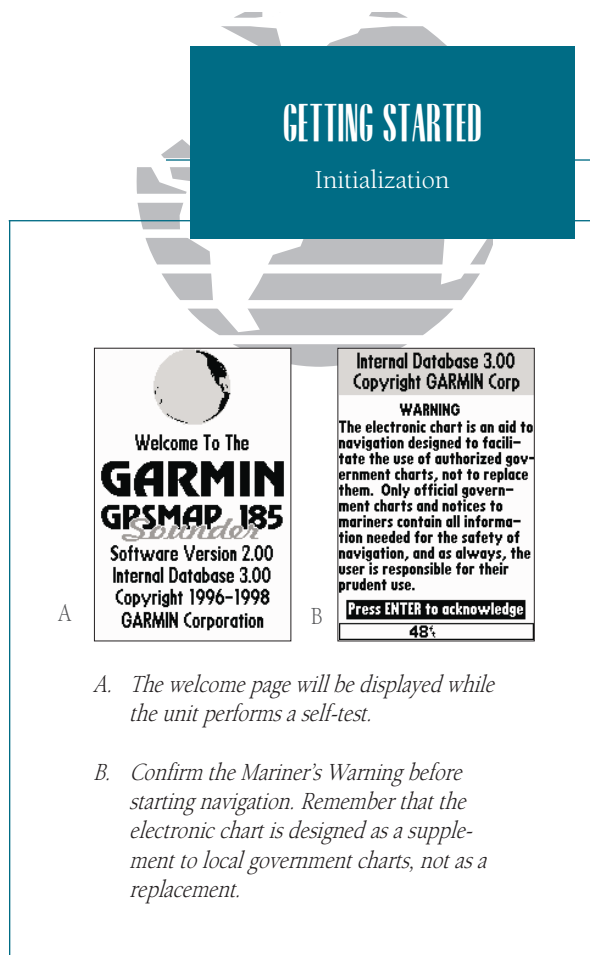 GETTING STARTED
Initialization
Welcome To The
GARMIN
GPSMAP 185
Sounder
Software Version 2.00
Internal Database 3.00
Copyright 1996-1998
GARMIN Corporation
A
Internal Database 3.00
Copyright GARMIN Corp
WARNING
The electronic chart is an aid to
navigation designed to facili-
tate the use of authorized gov-
ernment charts, not to replace
them. Only official govern-
ment charts and notices to
mariners contain all informa-
tion needed for the safety of
navigation, and as always, the
user is responsible for their
prudent use.
Press ENTER to acknowledge
48%
B
A. The welcome page will be displayed while
the unit performs a self-test.
B. Confirm the Mariner's Warning before
starting navigation. Remember that the
electronic chart is designed as a supple-
ment to local government charts, not as a
replacement.